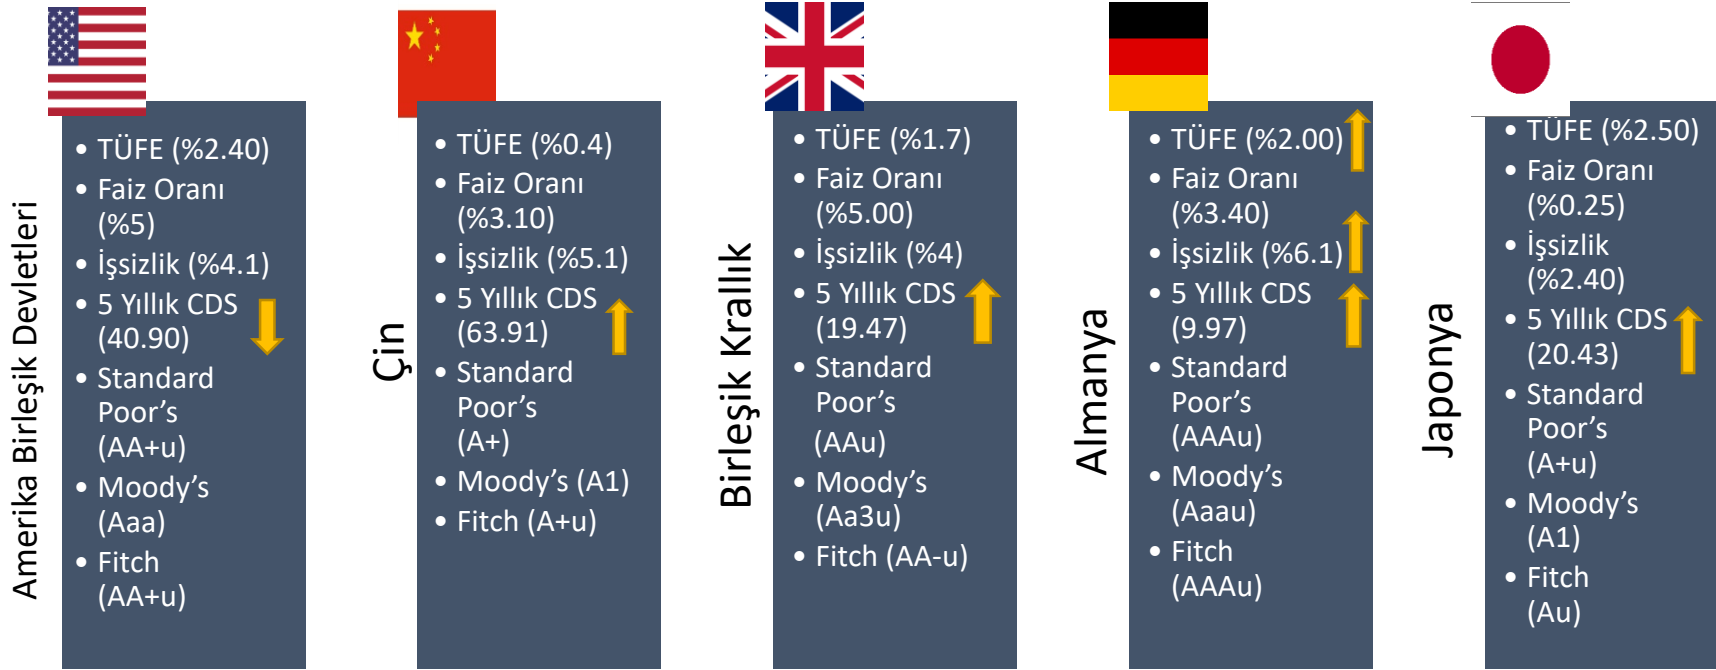 Amerika Birleşik Devletleri
• TÜFE (%2.40)
• Faiz Oranı
(%5)
• İşsizlik (%4.1)
• 5 Yıllık CDS
(40.90)
• Standard
Poor’s
(AA+u)
• Moody’s
(Aaa)
• Fitch
(AA+u)
Çin
• TÜFE (%0.4)
• Faiz Oranı
(%3.10)
• İşsizlik (%5.1)
• 5 Yıllık CDS
(63.91)
• Standard
Poor’s
(A+)
• Moody’s (A1)
• Fitch (A+u)
Birleşik Krallık
• TÜFE (%1.7)
• Faiz Oranı
(%5.00)
• İşsizlik (%4)
• 5 Yıllık CDS
(19.47)
• Standard
Poor’s
(AAu)
• Moody’s
(Aa3u)
• Fitch (AA-u)
Almanya
• TÜFE (%2.00)
• Faiz Oranı
(%3.40)
• İşsizlik (%6.1)
• 5 Yıllık CDS
(9.97)
• Standard
Poor’s
(AAAu)
• Moody’s
(Aaau)
• Fitch
(AAAu)
Japonya
• TÜFE (%2.50)
• Faiz Oranı
(%0.25)
• İşsizlik
(%2.40)
• 5 Yıllık CDS
(20.43)
• Standard
Poor’s
(A+u)
• Moody’s
(A1)
• Fitch
(Au)